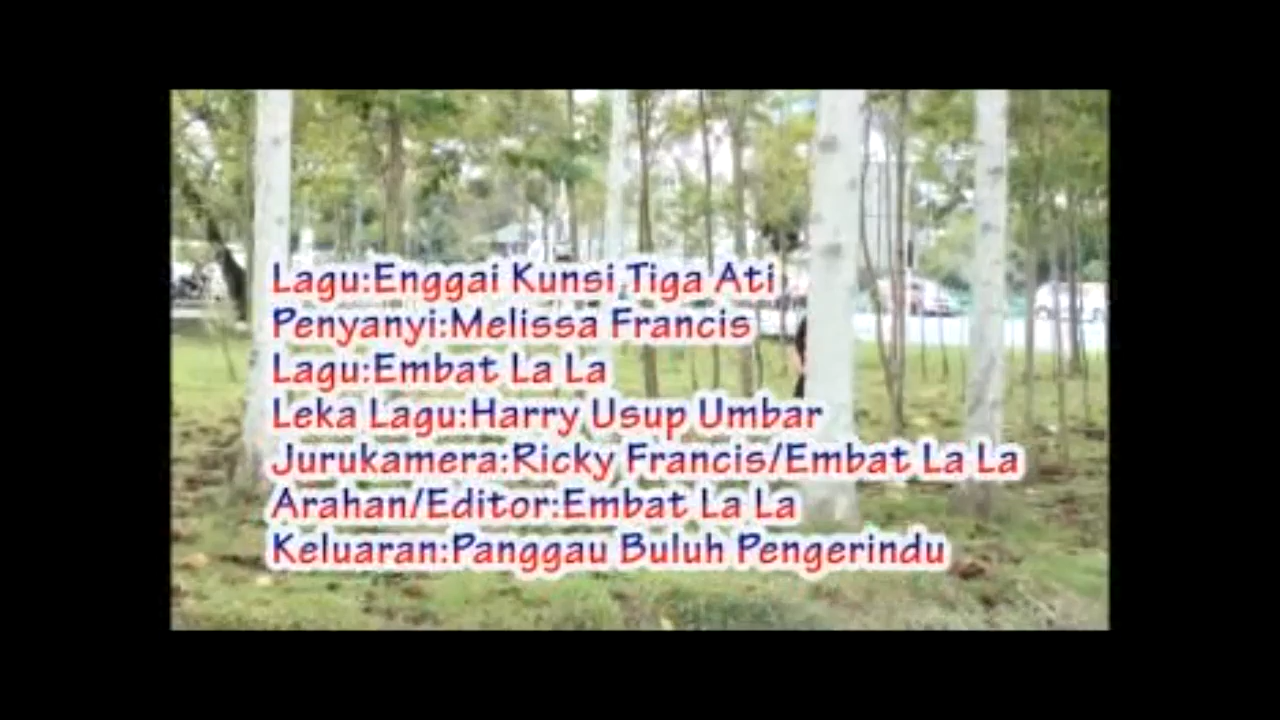 Lagu:Enggai Kunsi Tiga Ati
Penyanyi:Melissa Francis
Lagu:Embat La La
Leka Lagu:Harry Usup Umbar
Jurukamera:Ricky Francis/Embat La La
Arahan/Editor:Embat La La
Keluaran:Panggau Buluh Pengerindu